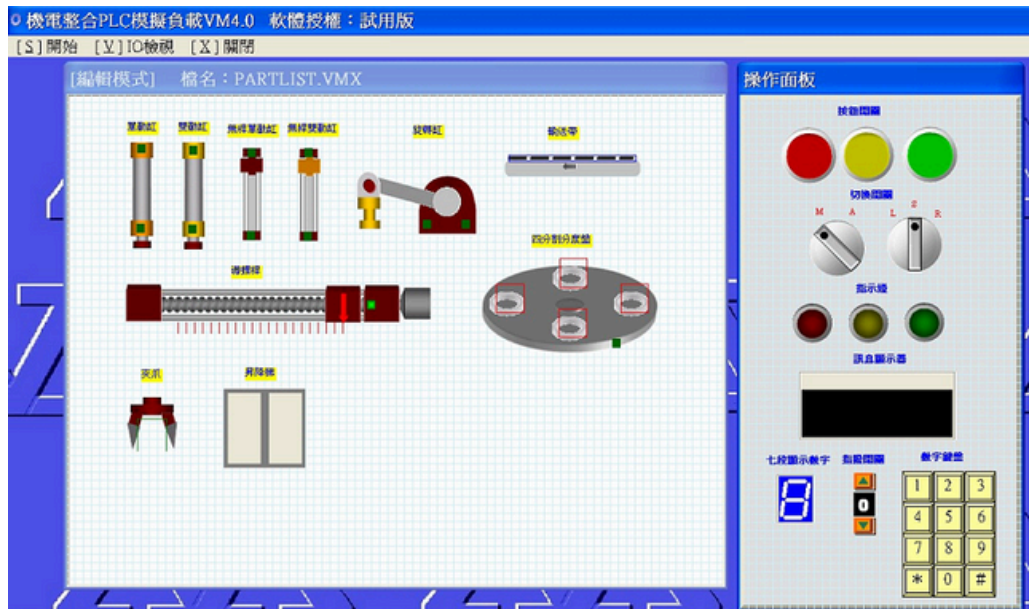 機電整合PLC模擬負載VM4.0 軟體授權：試用版
[S]開始 [V]IO檢視 [X]關閉
[編輯模式] 檔名：PARTLIST.VMX
單動缸 雙動缸 無桿單動缸 無桿雙動缸 旋轉缸 輸送帶
四分割分度盤
導螺桿
夾爪 昇降梯
操作面板
按鈕開關
切換開關
M A L S R
指示燈
訊息顯示器
七段顯示數字 指撥開關 數字鍵盤
8
0
1 2 3
4 5 6
7 8 9
* 0 #